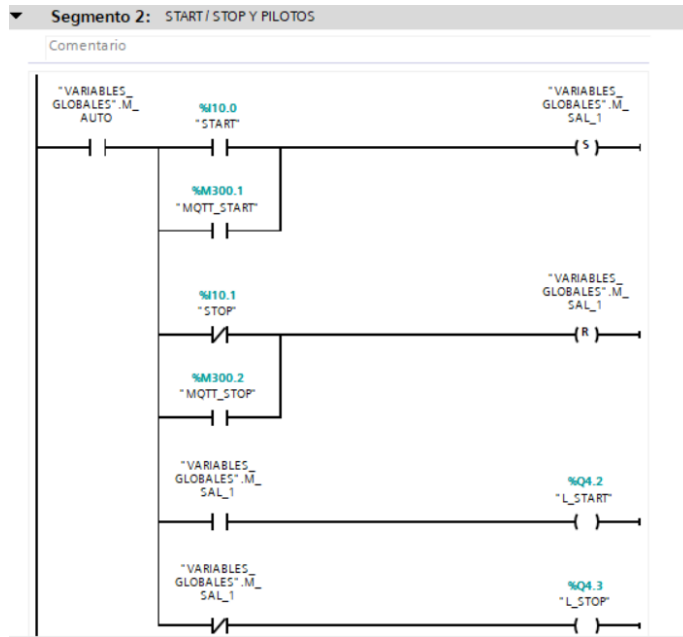 Segmento 2: START / STOP Y PILOTOS
Comentario
"VARIABLES_
GLOBALES".M_
AUTO
%I10.0
"START"
"VARIABLES_
GLOBALES".M_
SAL_1
( S )
%M300.1
"MQTT_START"
%I10.1
"STOP"
"VARIABLES_
GLOBALES".M_
SAL_1
( R )
%M300.2
"MQTT_STOP"
"VARIABLES_
GLOBALES".M_
SAL_1
%Q4.2
"L_START"
"VARIABLES_
GLOBALES".M_
SAL_1
%Q4.3
"L_STOP"